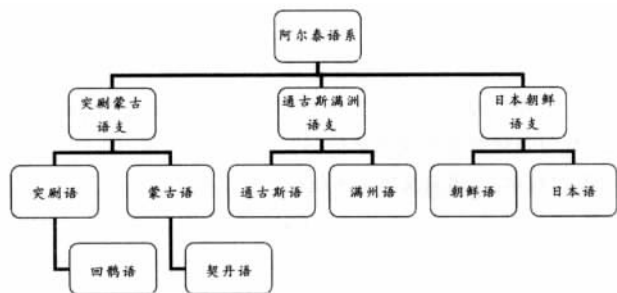 阿尔泰语系
突厥蒙古
语支
通古斯满洲
语支
日本朝鲜
语支
突厥语
蒙古语
通古斯语
满州语
朝鲜语
日本语
回鹘语
契丹语